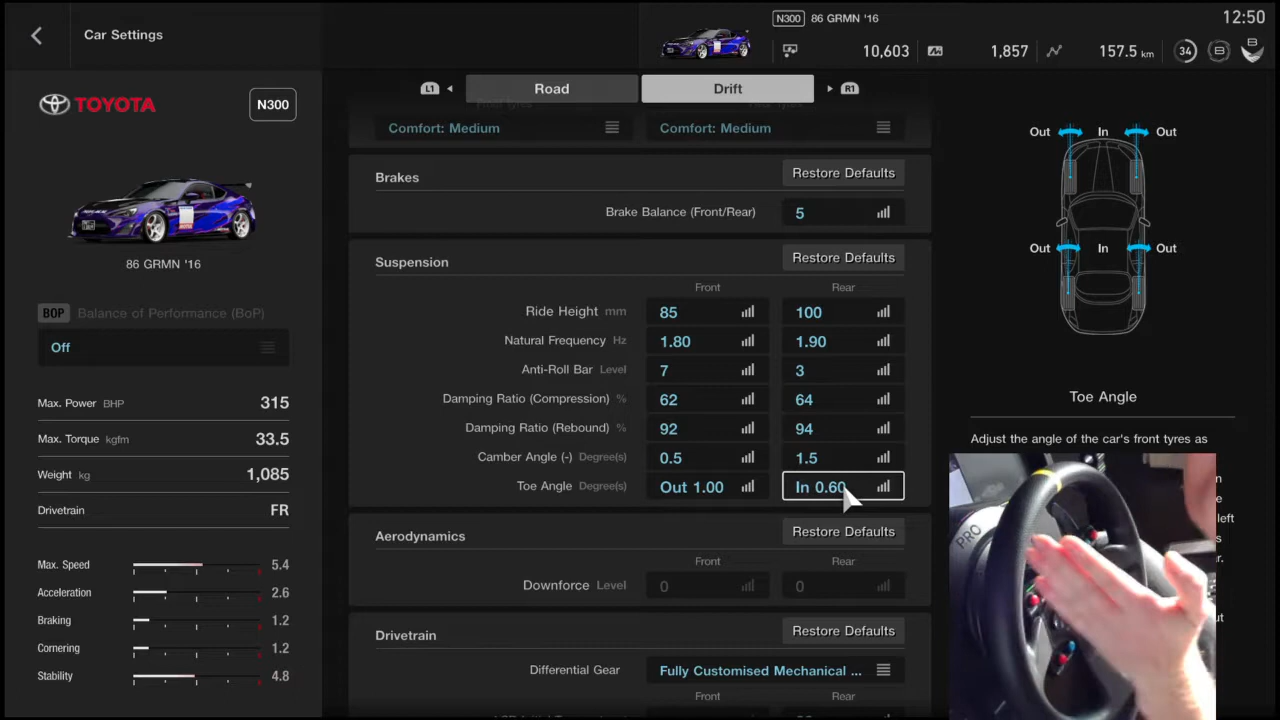 Car Settings
N300 86 GRMN '16
12:50
10,603
1,857
157.5 km
34
B
B
TOYOTA
N300
86 GRMN '16
BOP Balance of Performance (BoP)
Off
Max. Power BHP 315
Max. Torque kgfm 33.5
Weight kg 1,085
Drivetrain FR
Max. Speed 5.4
Acceleration 2.6
Braking 1.2
Cornering 1.2
Stability 4.8
L1 Road Drift R1
Comfort: Medium Comfort: Medium
Brakes Restore Defaults
Brake Balance (Front/Rear) 5
Suspension Restore Defaults
Front Rear
Ride Height mm 85 100
Natural Frequency Hz 1.80 1.90
Anti-Roll Bar Level 7 3
Damping Ratio (Compression) % 62 64
Damping Ratio (Rebound) % 92 94
Camber Angle (-) Degree(s) 0.5 1.5
Toe Angle Degree(s) Out 1.00 In 0.60
Aerodynamics Restore Defaults
Front Rear
Downforce Level 0 0
Drivetrain Restore Defaults
Differential Gear Fully Customised Mechanical ...
Front Rear
Out In Out
Out In Out
Toe Angle
Adjust the angle of the car's front tyres as
left
PRO